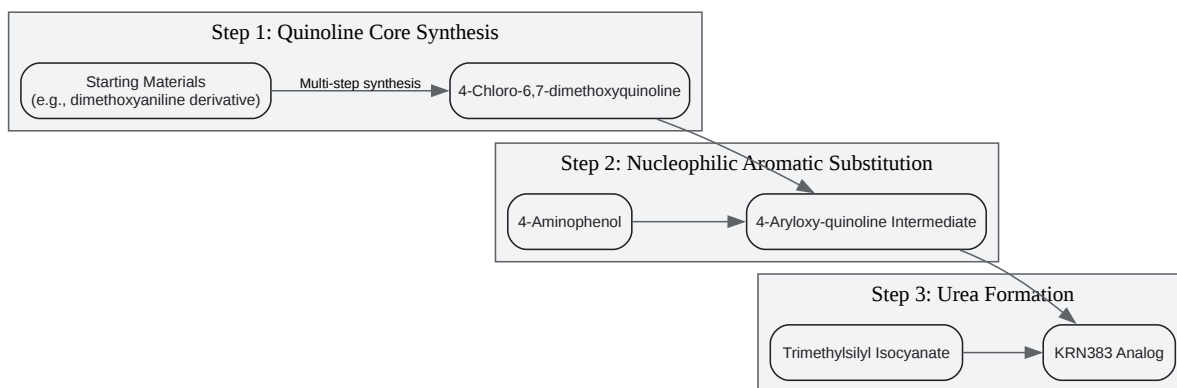 Step 1: Quinoline Core Synthesis
Starting Materials
(e.g., dimethoxyaniline derivative)
Multi-step synthesis
4-Chloro-6,7-dimethoxyquinoline
Step 2: Nucleophilic Aromatic Substitution
4-Aminophenol
4-Aryloxy-quinoline Intermediate
Step 3: Urea Formation
Trimethylsilyl Isocyanate
KRN383 Analog